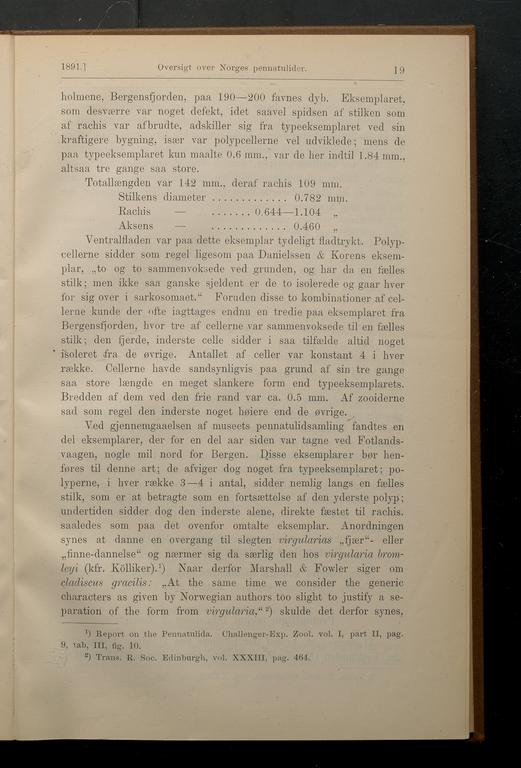 1891.] Oversigt over Norges pennatulider. 19
holmene, Bergensfjorden, paa 190—200 favnes dyb. Eksemplaret,
som desværre var noget defekt, idet saavel spidsen af stilken som
af rachis var afbrudte, adskiller sig fra typeeksemplaret ved sin
kraftigere bygning, især var polypcellerne vel udviklede; mens de
paa typeeksemplaret kun maalte 0.6 mm., var de her indtil 1.84 mm.,
altsaa tre gange saa store.
Totallængden var 142 mm., deraf rachis 109 mm.
Stilkens diameter . . . . . . . . . . . . . 0.782 mm.
Rachis — . . . . . . . 0.644—1.104 „
Aksens — . . . . . . . . . . . . . 0.460 „
Ventralfladen var paa dette eksemplar tydeligt fladtrykt. Polyp-
cellerne sidder som regel ligesom paa Danielssen & Korens eksem-
plar, „to og to sammenvoksede ved grunden, og har da en fælles
stilk; men ikke saa ganske sjeldent er de to isolerede og gaar hver
for sig over i sarkosomaet.“ Foruden disse to kombinationer af cel-
lerne kunde der ofte iagttages endnu en tredie paa eksemplaret fra
Bergensfjorden, hvor tre af cellerne var sammenvoksede til en fælles
stilk; den fjerde, inderste celle sidder i saa tilfælde altid noget
isoleret fra de øvrige. Antallet af celler var konstant 4 i hver
række. Cellerne havde sandsynligvis paa grund af sin tre gange
saa store længde en meget slankere form end typeeksemplarets.
Bredden af dem ved den frie rand var ca. 0.5 mm. Af zooiderne
sad som regel den inderste noget høiere end de øvrige.
Ved gjennemgaaelsen af museets pennatulidsamling fandtes en
del eksemplarer, der for en del aar siden var tagne ved Fotlands-
vaagen, nogle mil nord for Bergen. Disse eksemplarer bør hen-
føres til denne art; de afviger dog noget fra typeeksemplaret; po-
lyperne, i hver række 3—4 i antal, sidder nemlig langs en fælles
stilk, som er at betragte som en fortsættelse af den yderste polyp;
undertiden sidder dog den inderste alene, direkte fæstet til rachis.
saaledes som paa det ovenfor omtalte eksemplar. Anordningen
synes at danne en overgang til slegten virgularias „fjær“- eller
„finne-dannelse“ og nærmer sig da særlig den hos virgularia brom-
leyi (kfr. Kölliker).¹) Naar derfor Marshall & Fowler siger om
cladiscus gracilis: „At the same time we consider the generic
characters as given by Norwegian authors too slight to justify a se-
paration of the form from virgularia,“ ²) skulde det derfor synes,
¹) Report on the Pennatulida. Challenger-Exp. Zool. vol. I, part II, pag.
9, tab, III, fig. 10.
²) Trans. R. Soc. Edinburgh, vol. XXXIII, pag. 464.